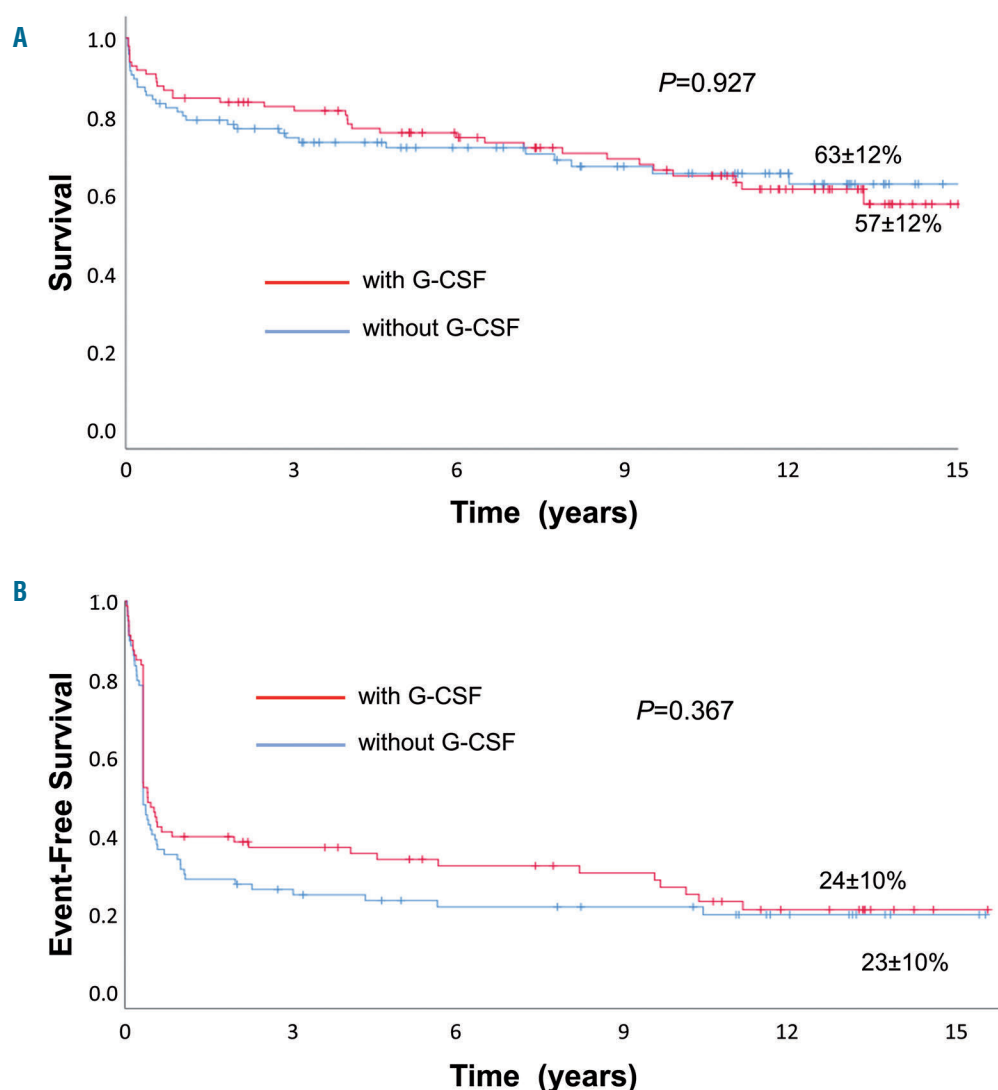 A
1.0
0.8
0.6
0.4
0.2
0.0
Survival
P=0.927
63±12%
57±12%
with G-CSF
without G-CSF
0 3 6 9 12 15
Time (years)
B
1.0
0.8
0.6
0.4
0.2
0.0
Event-Free Survival
with G-CSF
without G-CSF
P=0.367
24±10%
23±10%
0 3 6 9 12 15
Time (years)